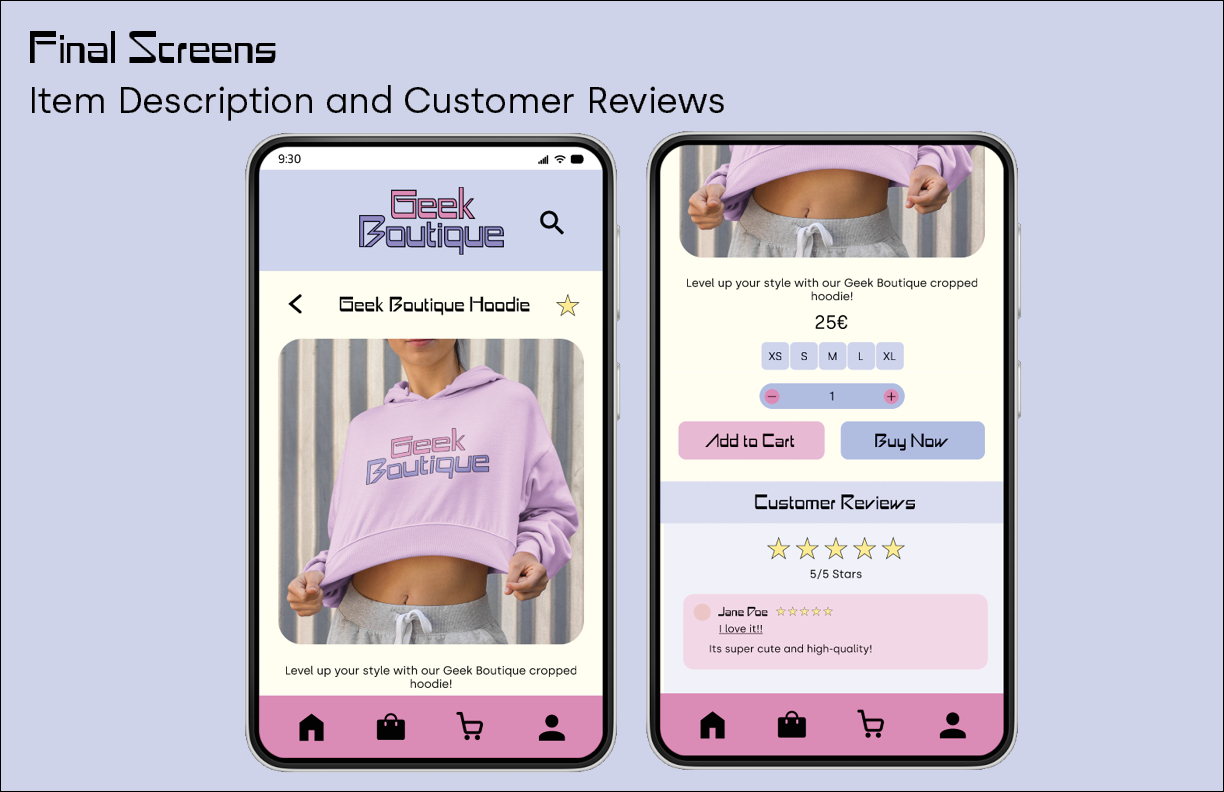 Final Screens
Item Description and Customer Reviews
9:30
Geek
Boutique
Geek Boutique Hoodie
Geek
Boutique
Level up your style with our Geek Boutique cropped
hoodie!
Level up your style with our Geek Boutique cropped
hoodie!
25€
XS S M L XL
1
Add to Cart
Buy Now
Customer Reviews
5/5 Stars
Jane Doe
I love it!!
Its super cute and high-quality!